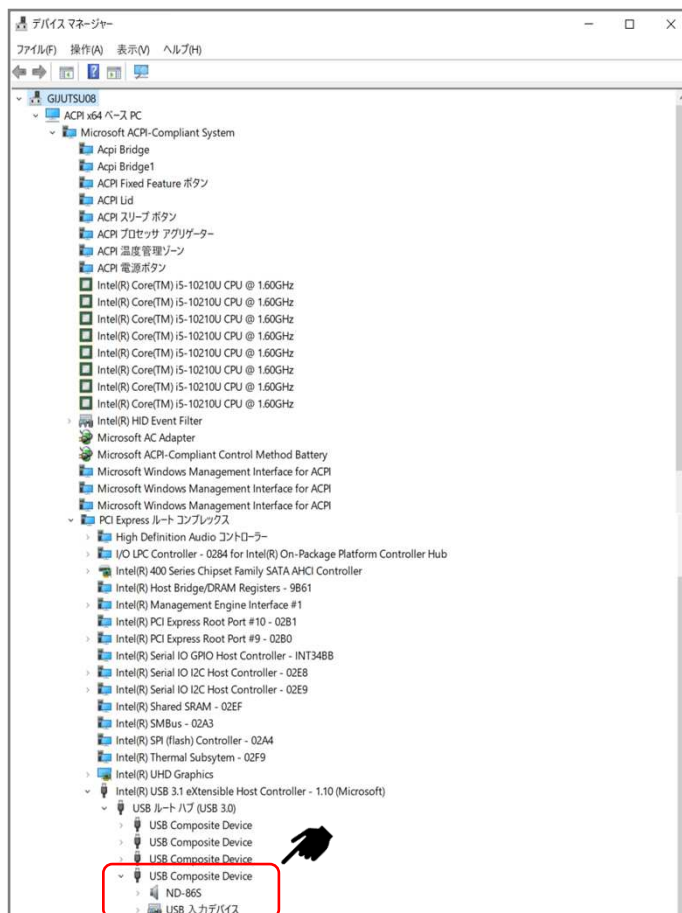 デバイス マネージャー
ファイル(F) 操作(A) 表示(V) ヘルプ(H)
GIJUTSU08
ACPI x64 ベース PC
Microsoft ACPI-Compliant System
Acpi Bridge
Acpi Bridge1
ACPI Fixed Feature ボタン
ACPI Lid
ACPI スリープ ボタン
ACPI プロセッサ アグリゲーター
ACPI 温度管理ゾーン
ACPI 電源ボタン
Intel(R) Core(TM) i5-10210U CPU @ 1.60GHz
Intel(R) Core(TM) i5-10210U CPU @ 1.60GHz
Intel(R) Core(TM) i5-10210U CPU @ 1.60GHz
Intel(R) Core(TM) i5-10210U CPU @ 1.60GHz
Intel(R) Core(TM) i5-10210U CPU @ 1.60GHz
Intel(R) Core(TM) i5-10210U CPU @ 1.60GHz
Intel(R) Core(TM) i5-10210U CPU @ 1.60GHz
Intel(R) Core(TM) i5-10210U CPU @ 1.60GHz
Intel(R) HID Event Filter
Microsoft AC Adapter
Microsoft ACPI-Compliant Control Method Battery
Microsoft Windows Management Interface for ACPI
Microsoft Windows Management Interface for ACPI
Microsoft Windows Management Interface for ACPI
PCI Express ルート コンプレックス
High Definition Audio コントローラー
I/O LPC Controller - 0284 for Intel(R) On-Package Platform Controller Hub
Intel(R) 400 Series Chipset Family SATA AHCI Controller
Intel(R) Host Bridge/DRAM Registers - 9B61
Intel(R) Management Engine Interface #1
Intel(R) PCI Express Root Port #10 - 02B1
Intel(R) PCI Express Root Port #9 - 02B0
Intel(R) Serial IO GPIO Host Controller - INT34BB
Intel(R) Serial IO I2C Host Controller - 02E8
Intel(R) Serial IO I2C Host Controller - 02E9
Intel(R) Shared SRAM - 02EF
Intel(R) SMBus - 02A3
Intel(R) SPI (flash) Controller - 02A4
Intel(R) Thermal Subsytem - 02F9
Intel(R) UHD Graphics
Intel(R) USB 3.1 eXtensible Host Controller - 1.10 (Microsoft)
USB ルート ハブ (USB 3.0)
USB Composite Device
USB Composite Device
USB Composite Device
USB Composite Device
ND-86S
USB 入力デバイス